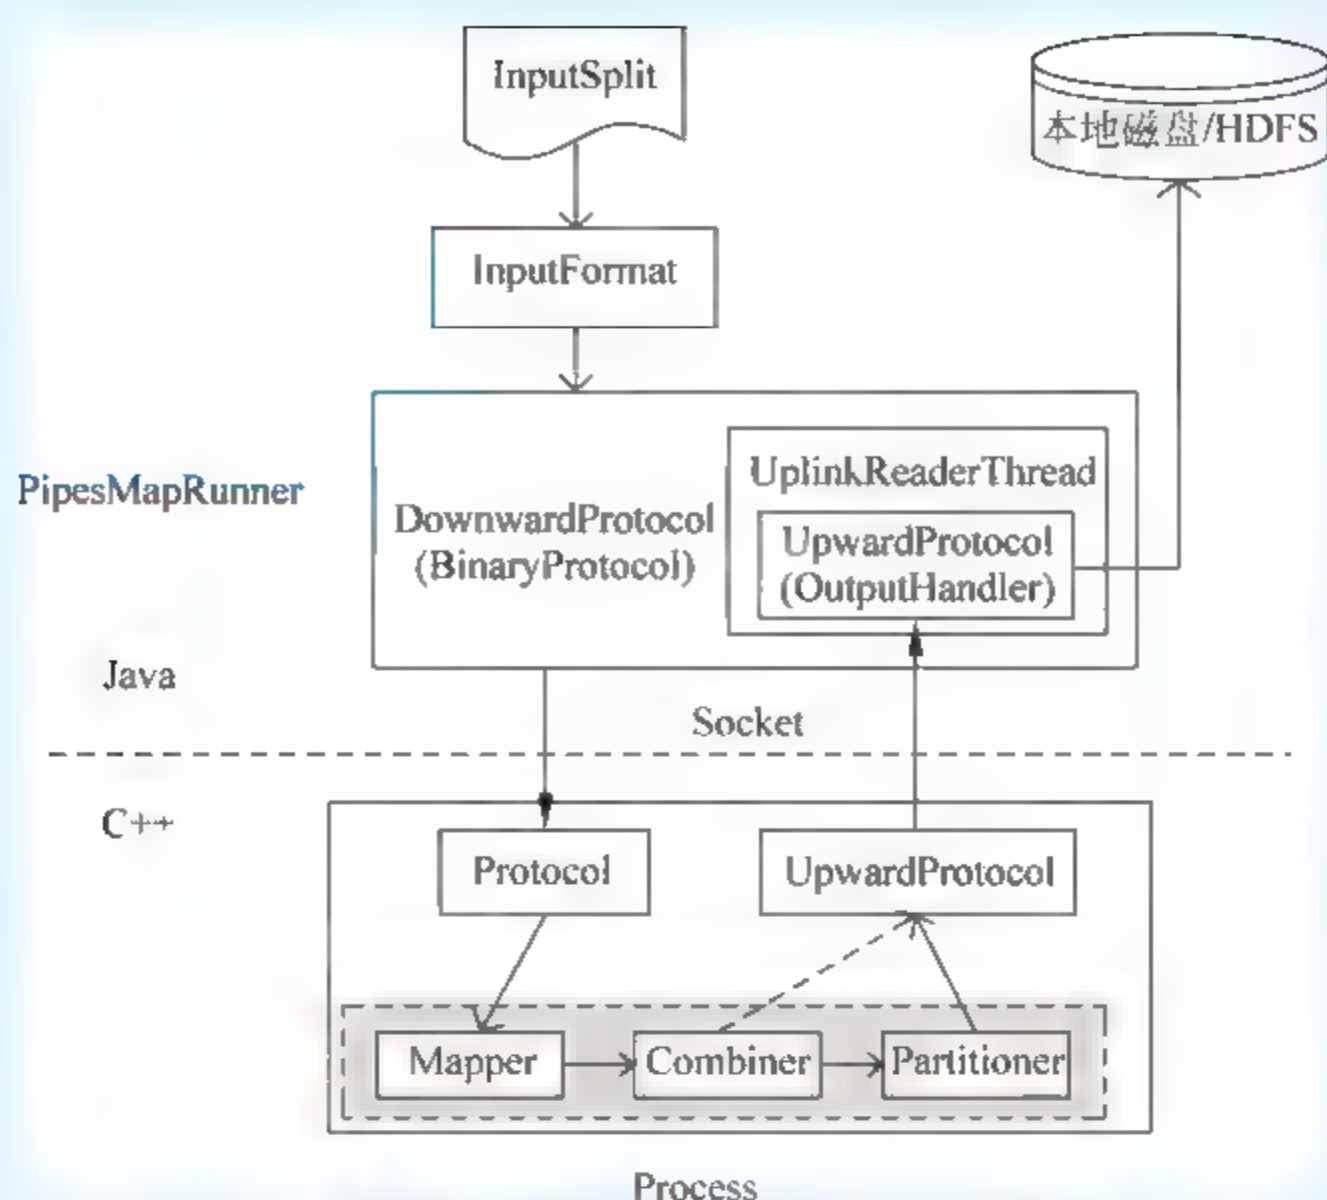 InputSplit
本地磁盘/HDFS
InputFormat
PipesMapRunner
UplinkReaderThread
DownwardProtocol
(BinaryProtocol)
UpwardProtocol
(OutputHandler)
Java
Socket
C++
Protocol
UpwardProtocol
Mapper
Combiner
Partitioner
Process